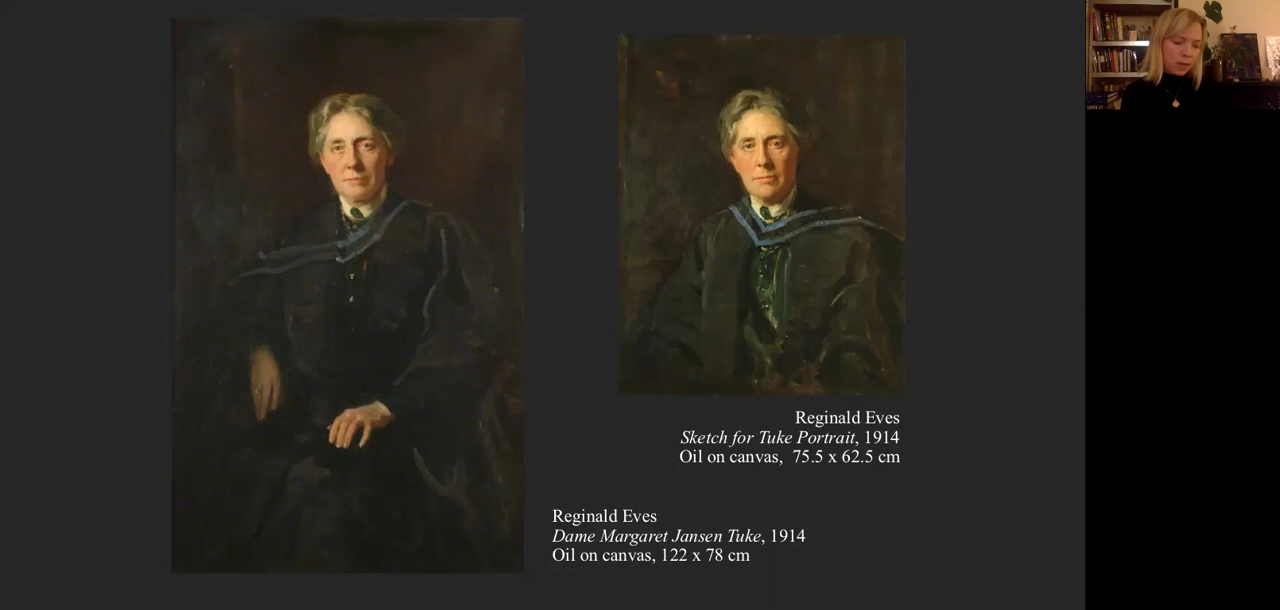 Reginald Eves
Sketch for Tuke Portrait, 1914
Oil on canvas,  75.5 x 62.5 cm
Reginald Eves
Dame Margaret Jansen Tuke, 1914
Oil on canvas, 122 x 78 cm